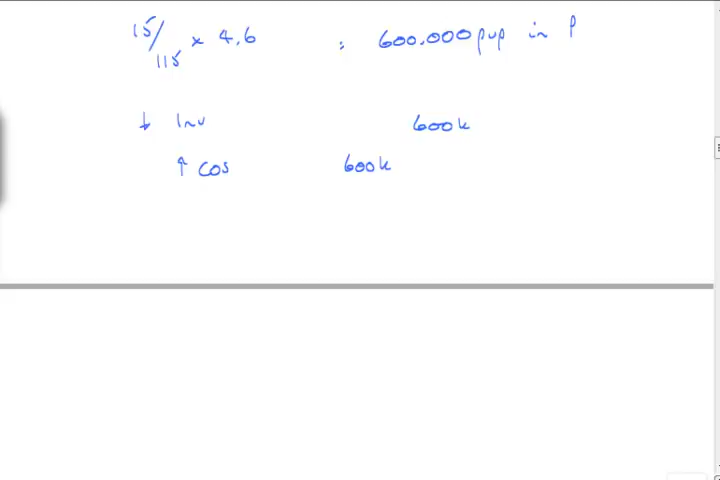 15/115 x 4.6 : 600.000 pup in P
↓ Inv 600k
↑ cos 600k